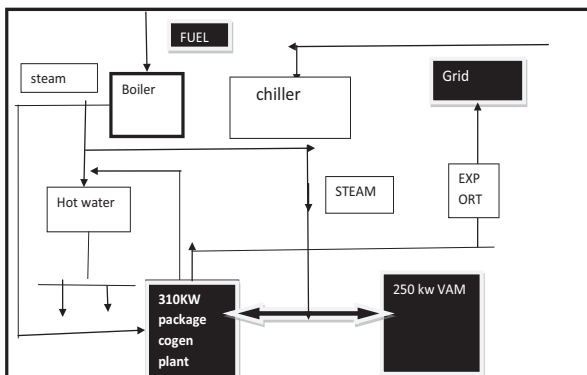 FUEL
steam
Boiler
chiller
Grid
Hot water
STEAM
EXP
ORT
310KW
package
cogen
plant
250 kw VAM